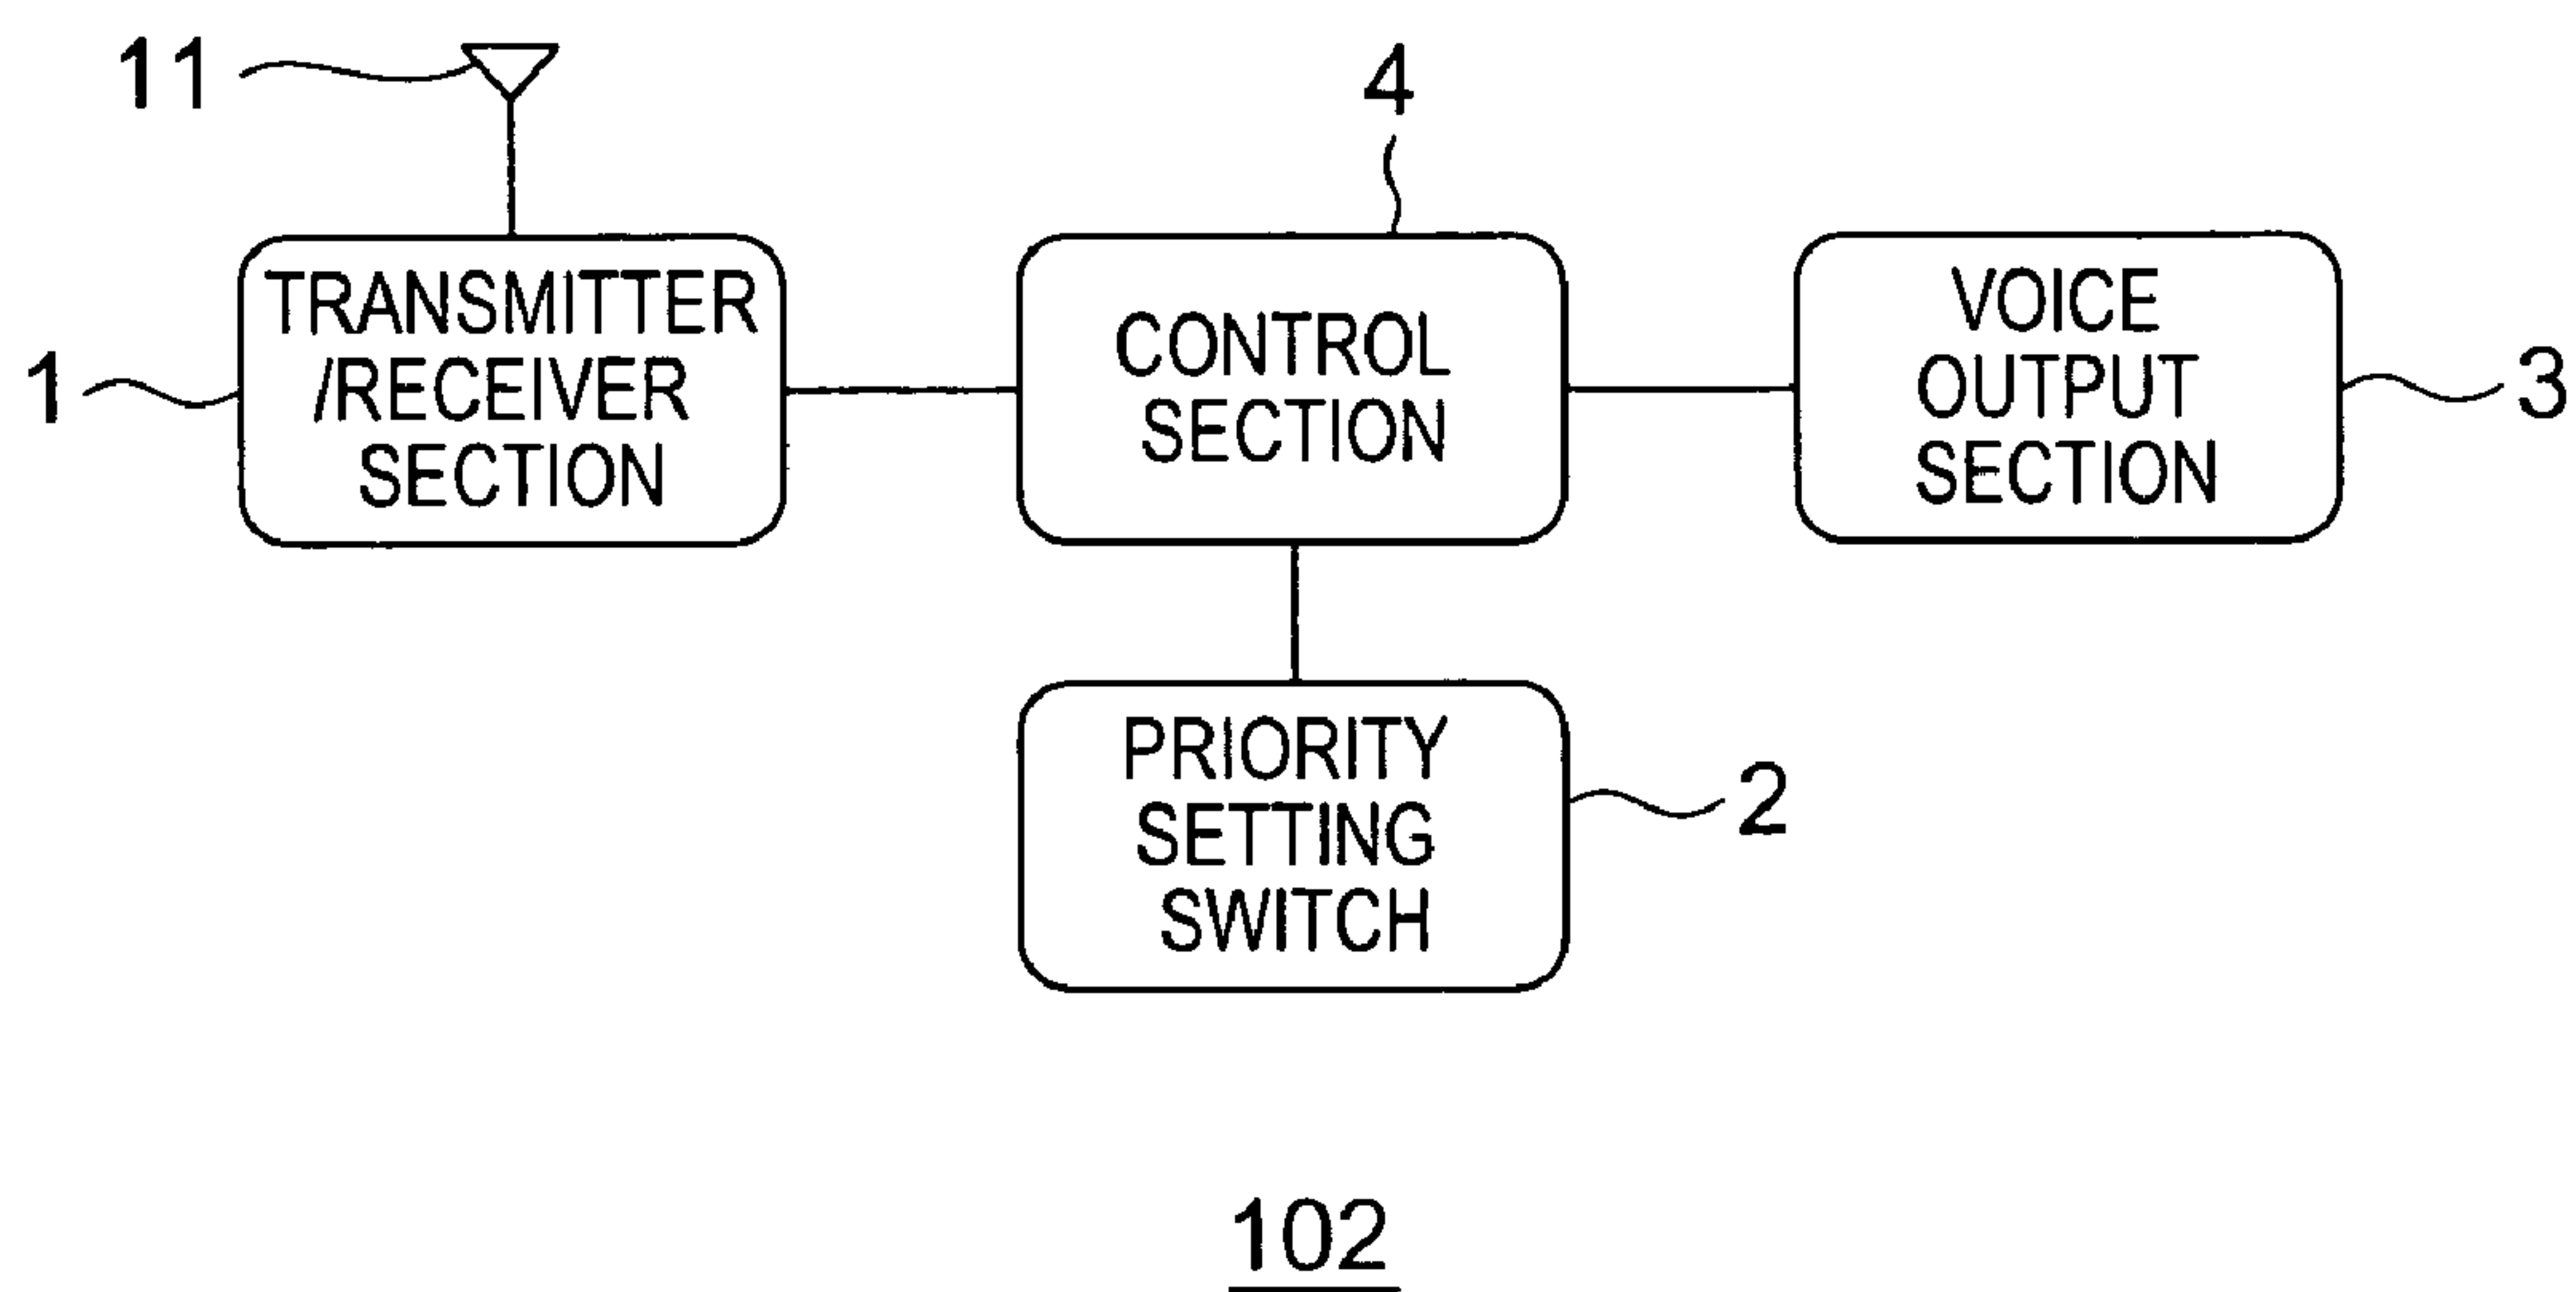 11
4
1
TRANSMITTER
/RECEIVER
SECTION
CONTROL
SECTION
VOICE
OUTPUT
SECTION
3
PRIORITY
SETTING
SWITCH
2
102